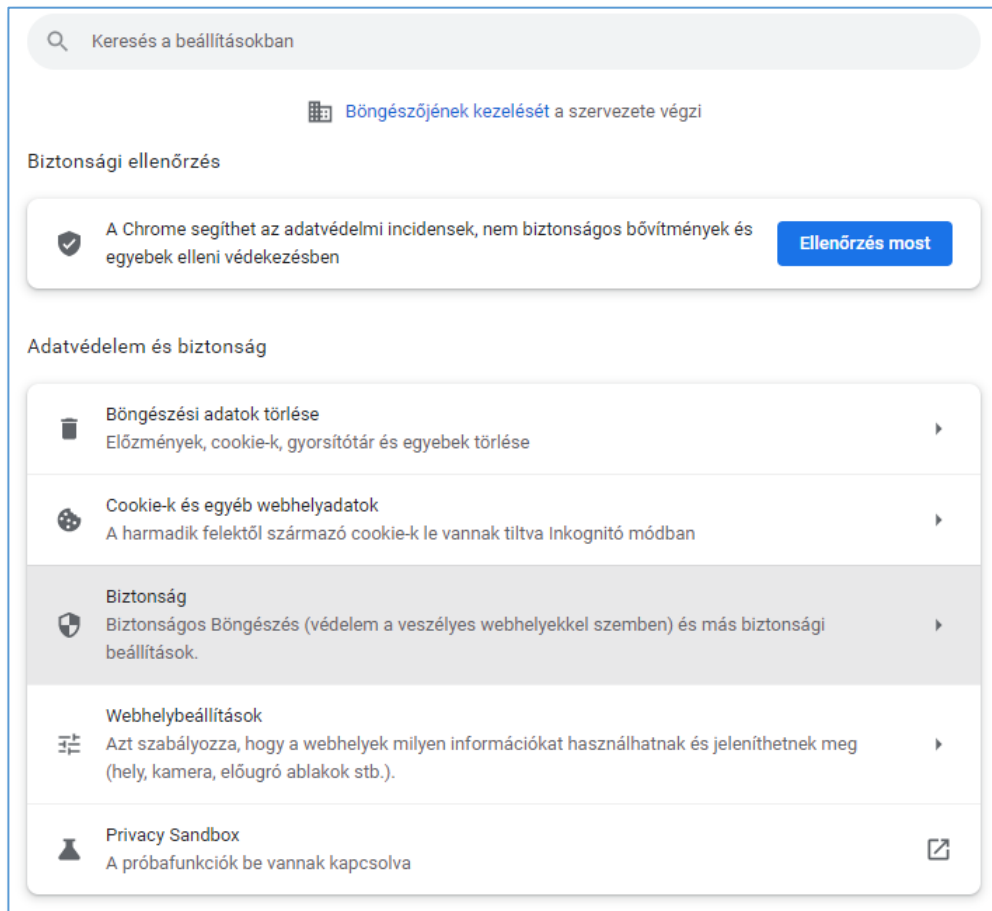 Keresés a beállításokban
Böngészőjének kezelését a szervezete végzi
Biztonsági ellenőrzés
A Chrome segíthet az adatvédelmi incidensek, nem biztonságos bővítmények és
egyebek elleni védekezésben
Ellenőrzés most
Adatvédelem és biztonság
Böngészési adatok törlése
Előzmények, cookie-k, gyorsítótár és egyebek törlése
Cookie-k és egyéb webhelyadatok
A harmadik felektől származó cookie-k le vannak tiltva Inkognitó módban
Biztonság
Biztonságos Böngészés (védelem a veszélyes webhelyekkel szemben) és más biztonsági
beállítások.
Webhelybeállítások
Azt szabályozza, hogy a webhelyek milyen információkat használhatnak és jeleníthetnek meg
(hely, kamera, előugró ablakok stb.).
Privacy Sandbox
A próbafunkciók be vannak kapcsolva